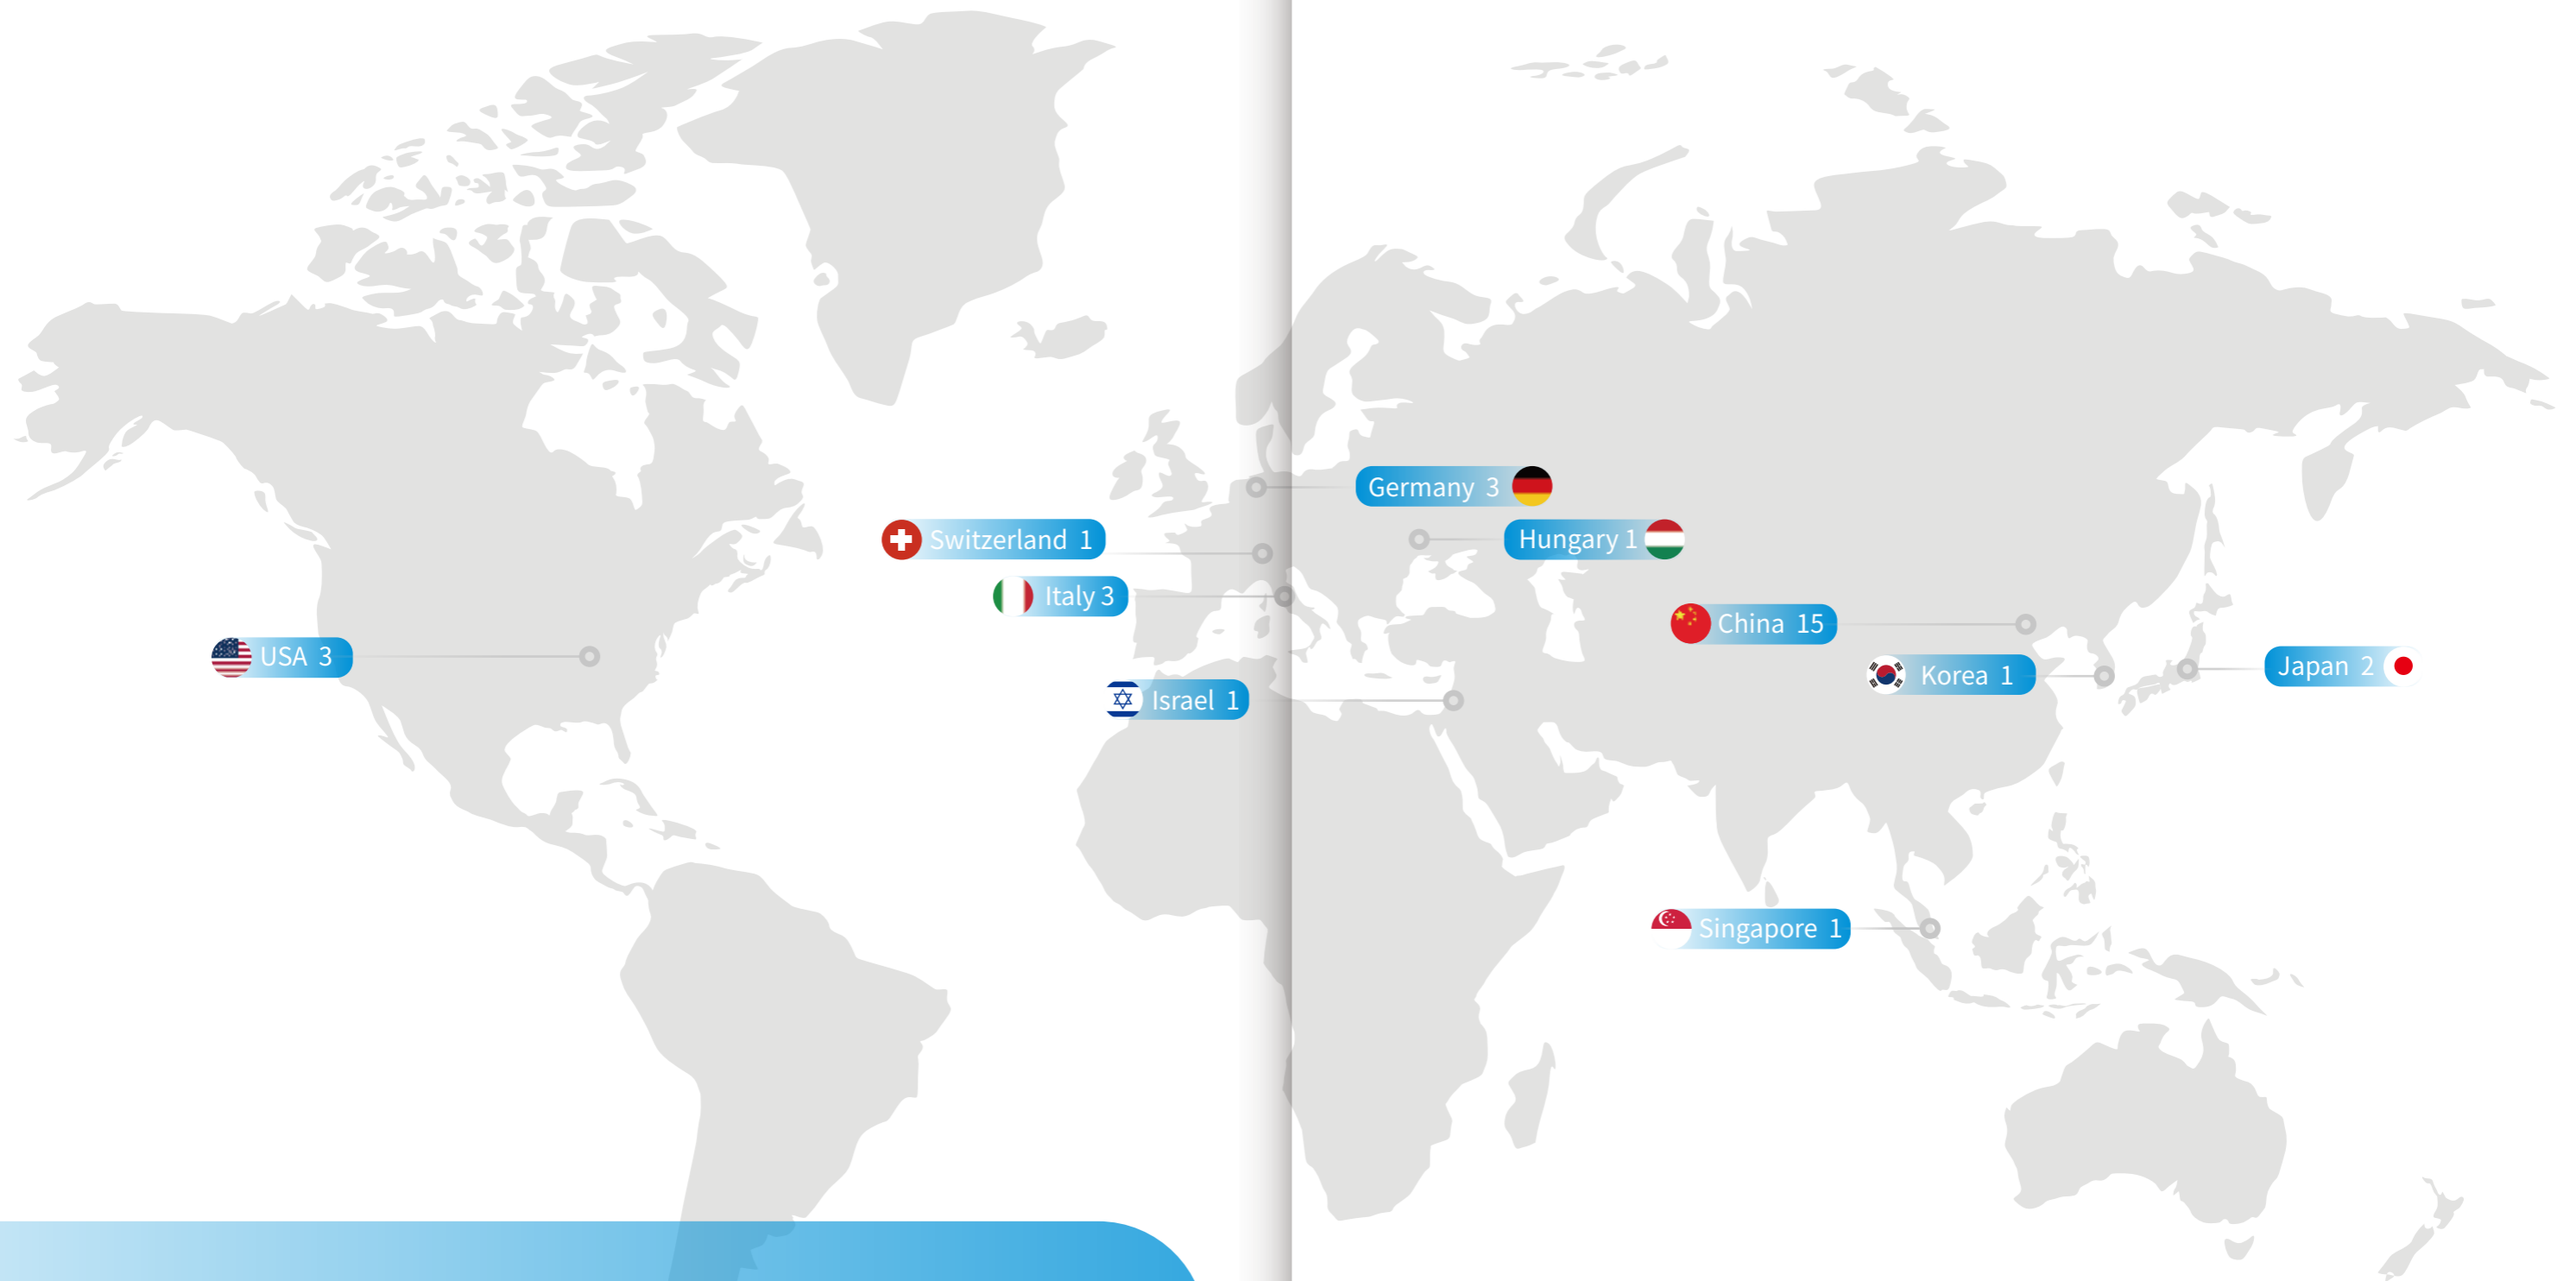 Germany 3
Switzerland 1
Hungary 1
Italy 3
China 15
USA 3
Korea 1
Japan 2
Israel 1
Singapore 1